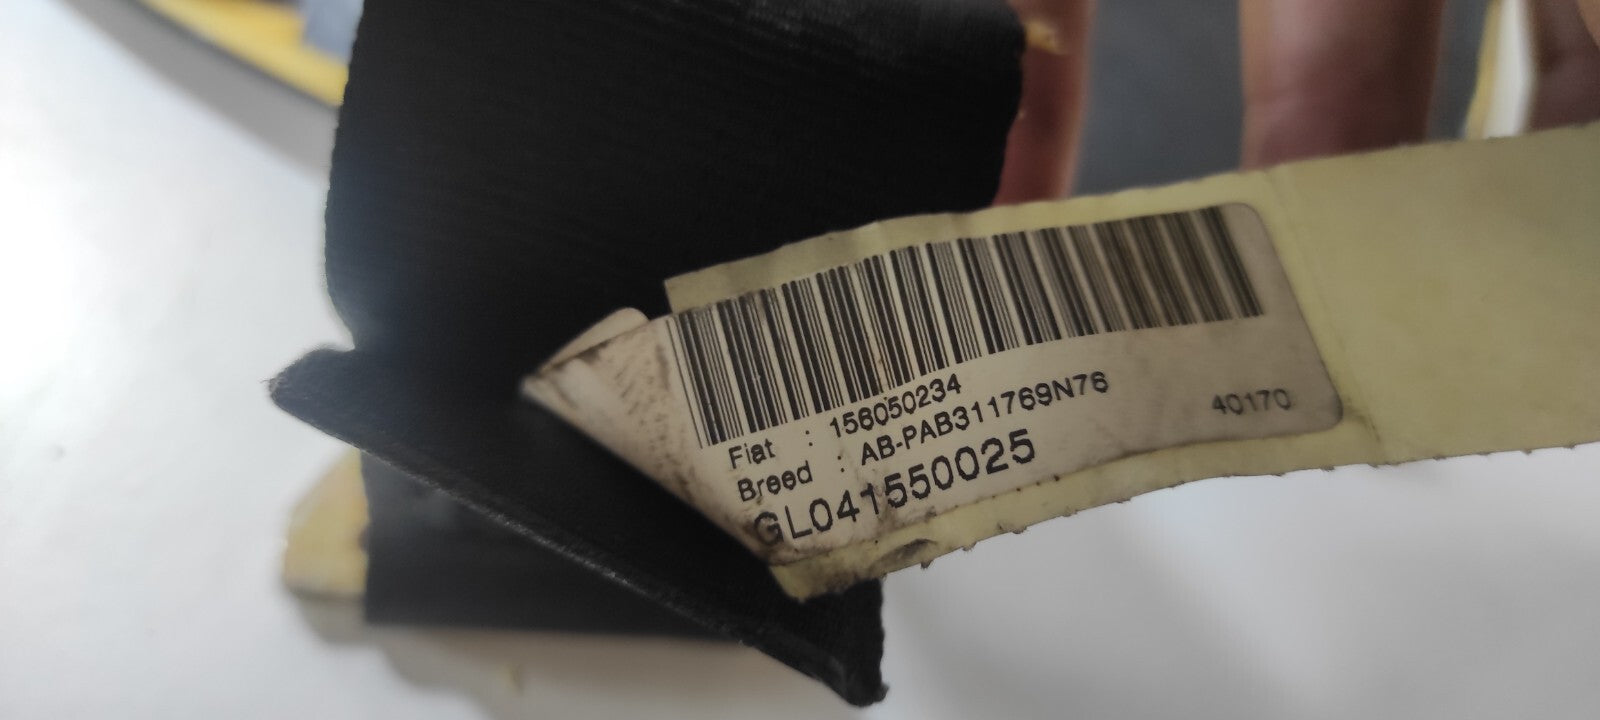 Fiat : 156050234
Breed : AB-PAB311769N76
GL041550025
40170